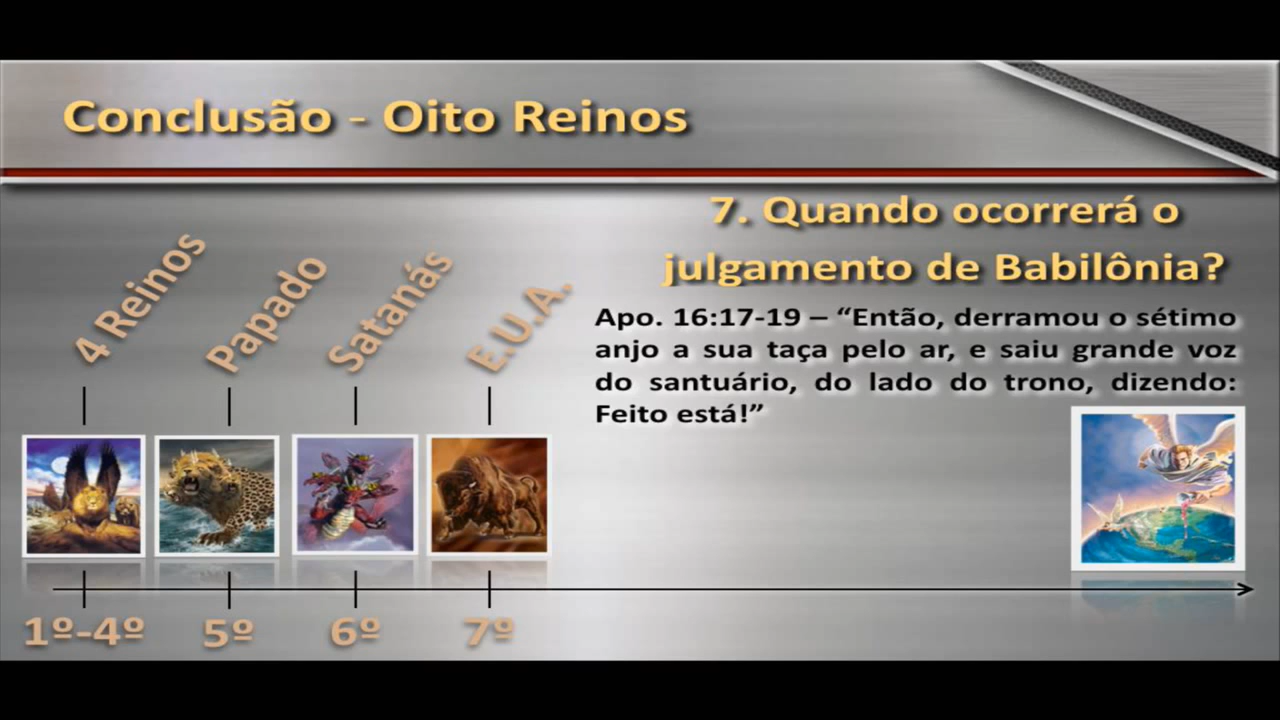 Conclusão - Oito Reinos
7. Quando ocorrerá o
julgamento de Babilônia?
Apo. 16:17-19 – “Então, derramou o sétimo
anjo a sua taça pelo ar, e saiu grande voz
do santuário, do lado do trono, dizendo:
Feito está!”
4 Reinos
Papado
Satanás
E.U.A.
1º-4º
5º
6º
7º